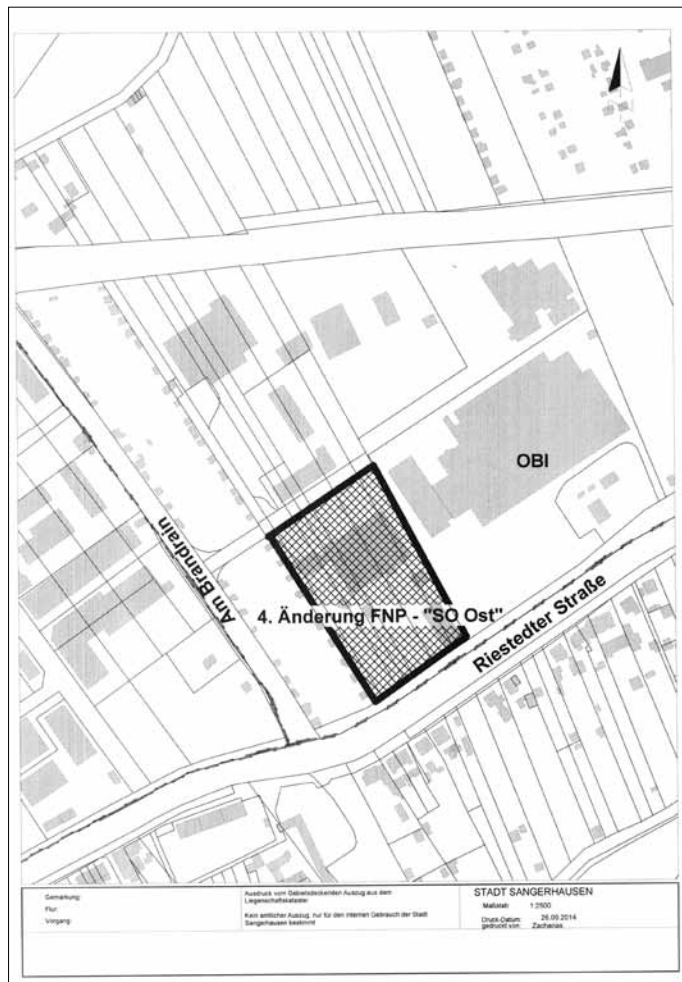 OBI
Am Brandrain
4. Änderung FNP - "SO Ost"
Riestedter Straße
Gemarkung:
Flur:
Vorgang:
Ausdruck vom Gebietsdeckenden Auszug aus dem
Liegenschaftskataster
Kein amtlicher Auszug, nur für den internen Gebrauch der Stadt
Sangerhausen bestimmt
STADT SANGERHAUSEN
Maßstab: 1:2500
Druck-Datum: 26.09.2014
gedruckt von: Zacharias